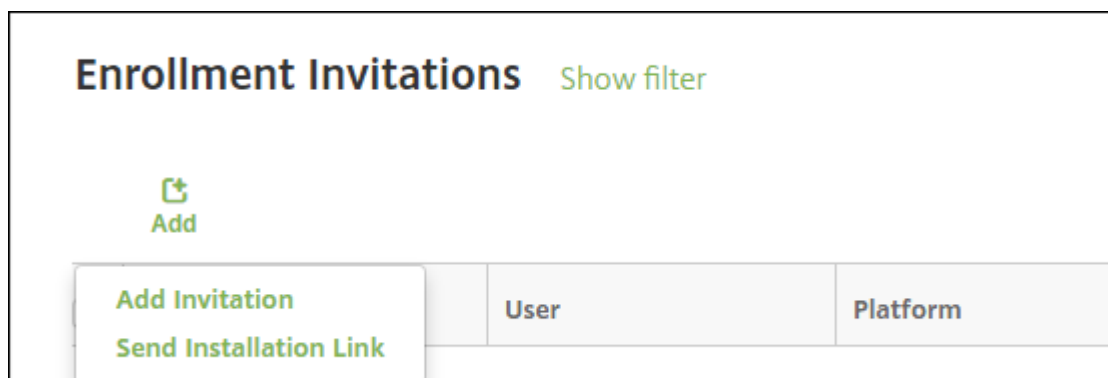 Enrollment Invitations Show filter
Add
Add Invitation
User Platform
Send Installation Link